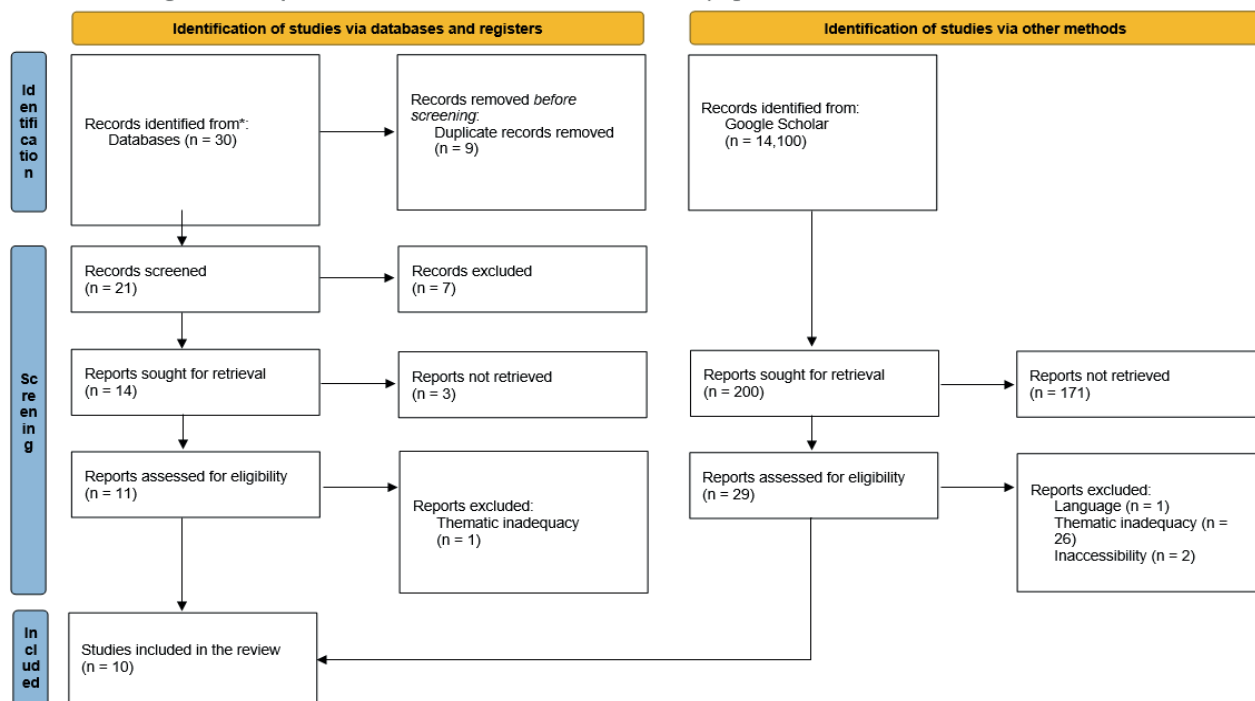 Identification of studies via databases and registers
Identification of studies via other methods
Id
en
tifi
ca
tio
n
Records identified from*:
Databases (n = 30)
Records removed before
screening:
Duplicate records removed
(n = 9)
Records identified from:
Google Scholar
(n = 14,100)
Sc
re
en
in
g
Records screened
(n = 21)
Records excluded
(n = 7)
Reports sought for retrieval
(n = 14)
Reports not retrieved
(n = 3)
Reports sought for retrieval
(n = 200)
Reports not retrieved
(n = 171)
Reports assessed for eligibility
(n = 11)
Reports excluded:
Thematic inadequacy
(n = 1)
Reports assessed for eligibility
(n = 29)
Reports excluded:
Language (n = 1)
Thematic inadequacy (n =
26)
Inaccessibility (n = 2)
In
cl
ud
ed
Studies included in the review
(n = 10)